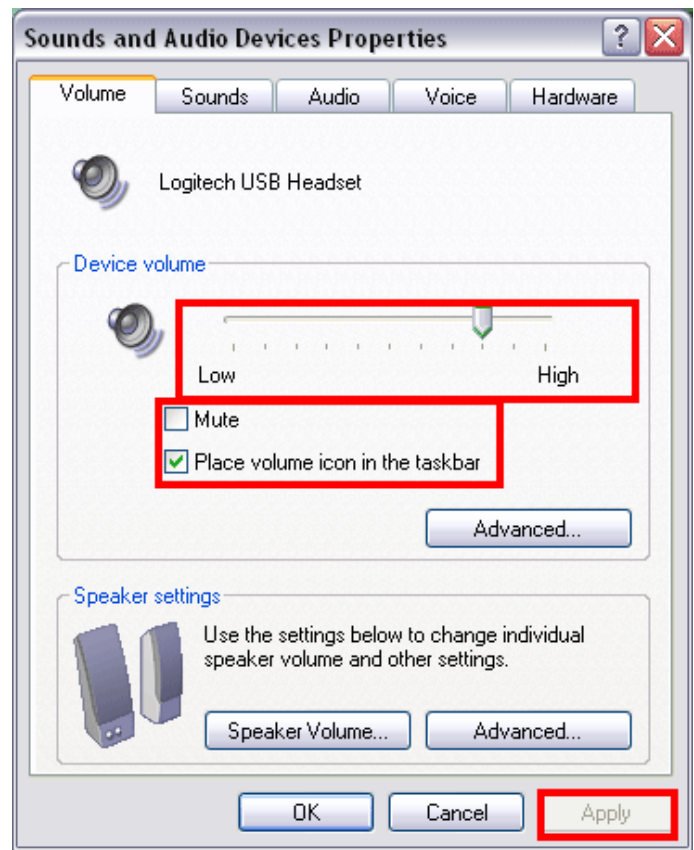 Sounds and Audio Devices Properties
?
Volume Sounds Audio Voice Hardware
Logitech USB Headset
Device volume
Low High
Mute
Place volume icon in the taskbar
Advanced...
Speaker settings
Use the settings below to change individual
speaker volume and other settings.
Speaker Volume... Advanced...
OK Cancel Apply